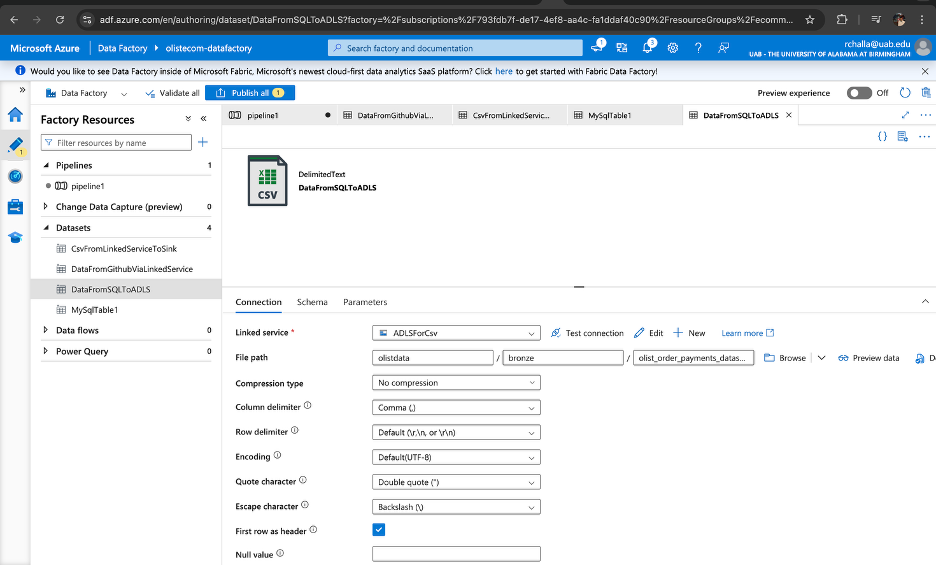 adf.azure.com/en/authoring/dataset/DataFromSQLToADLS?factory=%2Fsubscriptions%2F793fdb7f-de17-4ef8-aa4c-fa1ddaf40c90%2FresourceGroups%2Fecomm...
Microsoft Azure Data Factory olistecom-datafactory Search factory and documentation 1 3 rchalla@uab.edu
UAB - THE UNIVERSITY OF ALABAMA AT BIRMINGHAM
Would you like to see Data Factory inside of Microsoft Fabric, Microsoft's newest cloud-first data analytics SaaS platform? Click here to get started with Fabric Data Factory!
Data Factory Validate all Publish all 1 Preview experience Off
Factory Resources
pipeline1 DataFromGithubViaL... CsvFromLinkedServic... MySqlTable1 DataFromSQLToADLS
Filter resources by name
1
Pipelines 1
pipeline1
Change Data Capture (preview) 0
Datasets 4
CsvFromLinkedServiceToSink
DataFromGithubViaLinkedService
DataFromSQLToADLS
MySqlTable1
Data flows 0
Power Query 0
CSV
DelimitedText
DataFromSQLToADLS
Connection Schema Parameters
Linked service * ADLSForCsv Test connection Edit New Learn more
File path olistdata / bronze / olist_order_payments_datas... Browse Preview data D
Compression type No compression
Column delimiter Comma (,)
Row delimiter Default (\r,\n, or \r\n)
Encoding Default(UTF-8)
Quote character Double quote (")
Escape character Backslash (\)
First row as header
Null value